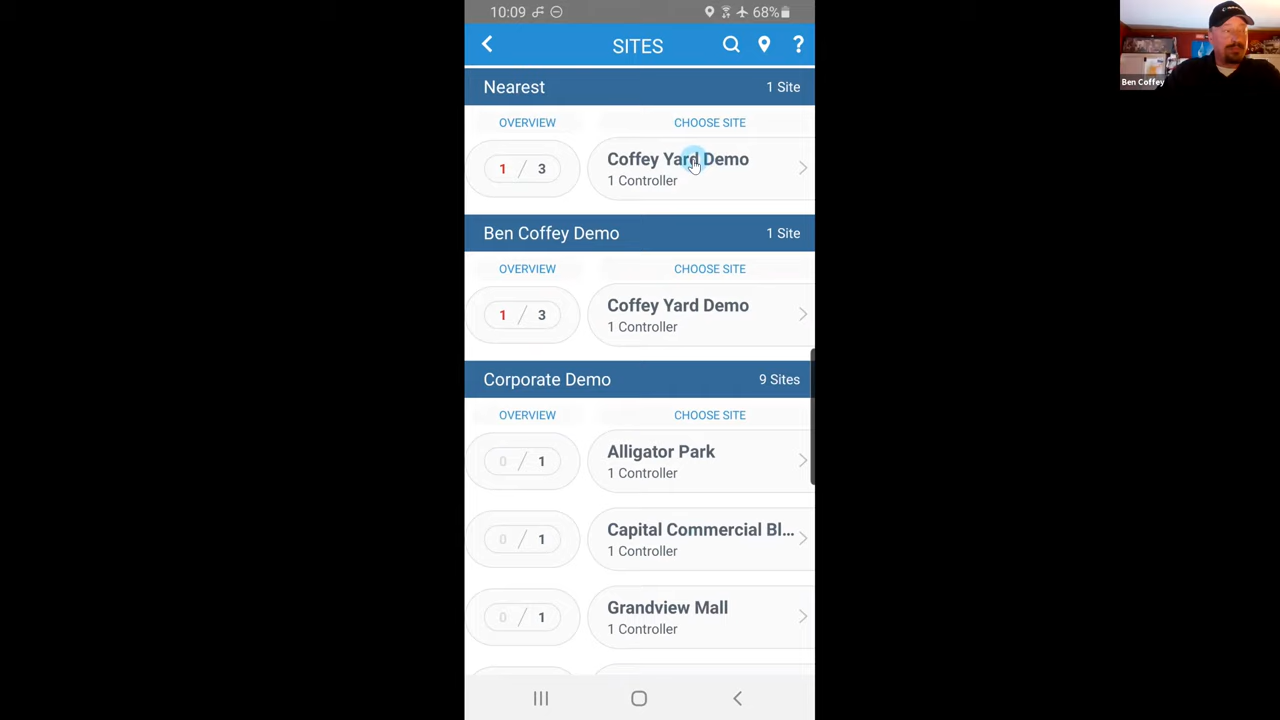 10:09
68%
SITES
?
Nearest
1 Site
OVERVIEW
CHOOSE SITE
1 / 3
Coffey Yard Demo
1 Controller
Ben Coffey Demo
1 Site
OVERVIEW
CHOOSE SITE
1 / 3
Coffey Yard Demo
1 Controller
Corporate Demo
9 Sites
OVERVIEW
CHOOSE SITE
0 / 1
Alligator Park
1 Controller
0 / 1
Capital Commercial Bl...
1 Controller
0 / 1
Grandview Mall
1 Controller
Ben Coffey